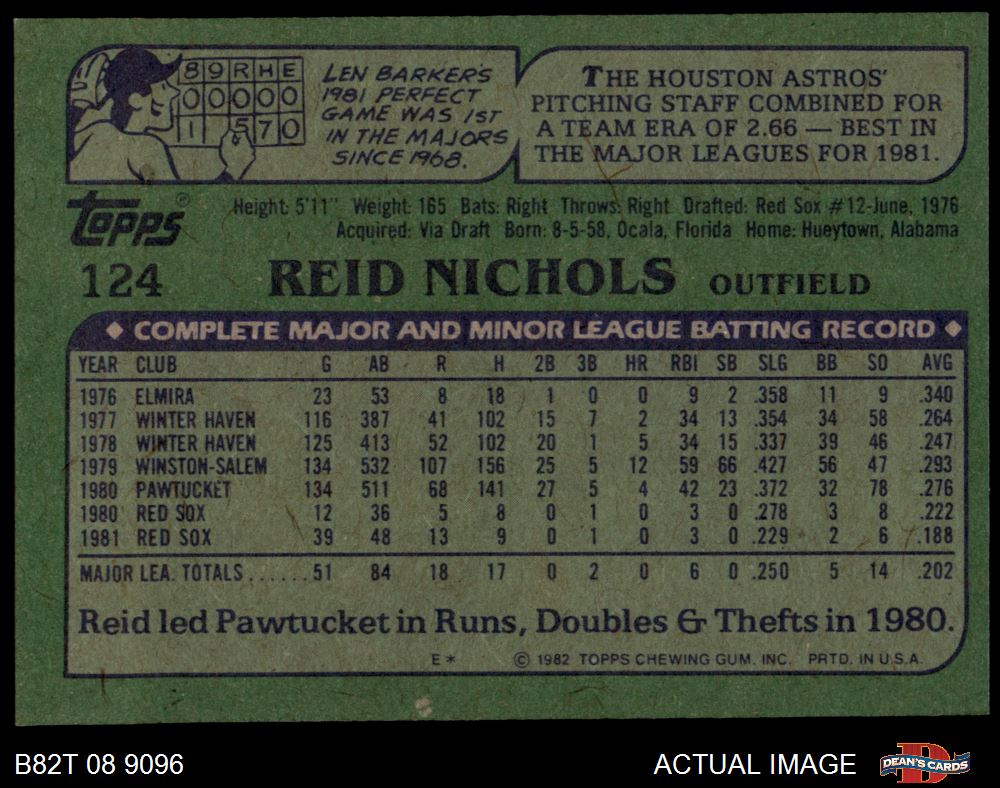 8 9 R H E
0 0 0 0 0
1 5 7 0
LEN BARKER'S
1981 PERFECT
GAME WAS 1ST
IN THE MAJORS
SINCE 1968.
THE HOUSTON ASTROS'
PITCHING STAFF COMBINED FOR
A TEAM ERA OF 2.66 — BEST IN
THE MAJOR LEAGUES FOR 1981.
Topps®
Height: 5'11" Weight: 165 Bats: Right Throws: Right Drafted: Red Sox #12-June, 1976
Acquired: Via Draft Born: 8-5-58, Ocala, Florida Home: Hueytown, Alabama
124 REID NICHOLS OUTFIELD
◆ COMPLETE MAJOR AND MINOR LEAGUE BATTING RECORD ◆
YEAR CLUB G AB R H 2B 3B HR RBI SB SLG BB SO AVG
1976 ELMIRA 23 53 8 18 1 0 0 9 2 .358 11 9 .340
1977 WINTER HAVEN 116 387 41 102 15 7 2 34 13 .354 34 58 .264
1978 WINTER HAVEN 125 413 52 102 20 1 5 34 15 .337 39 46 .247
1979 WINSTON-SALEM 134 532 107 156 25 5 12 59 66 .427 56 47 .293
1980 PAWTUCKET 134 511 68 141 27 5 4 42 23 .372 32 78 .276
1980 RED SOX 12 36 5 8 0 1 0 3 0 .278 3 8 .222
1981 RED SOX 39 48 13 9 0 1 0 3 0 .229 2 6 .188
MAJOR LEA. TOTALS......51 84 18 17 0 2 0 6 0 .250 5 14 .202
Reid led Pawtucket in Runs, Doubles & Thefts in 1980.
E* © 1982 TOPPS CHEWING GUM, INC. PRTD. IN U.S.A.
B82T 08 9096 ACTUAL IMAGE D DEAN'S CARDS